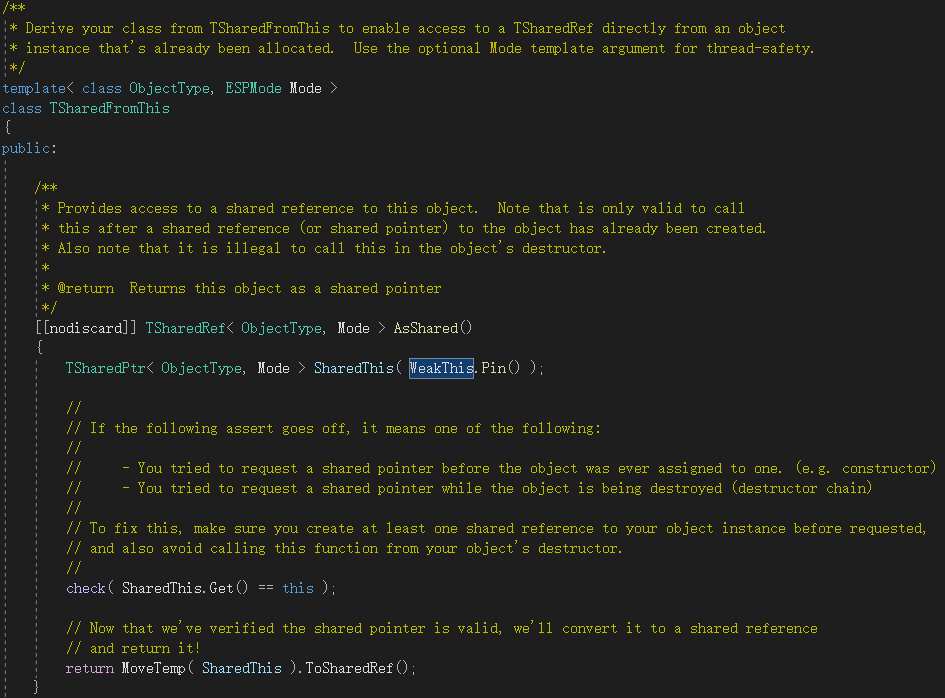 /**
* Derive your class from TSharedFromThis to enable access to a TSharedRef directly from an object
* instance that's already been allocated.  Use the optional Mode template argument for thread-safety.
*/
template< class ObjectType, ESPMode Mode >
class TSharedFromThis
{
public:
/**
* Provides access to a shared reference to this object.  Note that is only valid to call
* this after a shared reference (or shared pointer) to the object has already been created.
* Also note that it is illegal to call this in the object's destructor.
*
* @return  Returns this object as a shared pointer
*/
[[nodiscard]] TSharedRef< ObjectType, Mode > AsShared()
{
TSharedPtr< ObjectType, Mode > SharedThis( WeakThis.Pin() );
//
// If the following assert goes off, it means one of the following:
//
//     - You tried to request a shared pointer before the object was ever assigned to one. (e.g. constructor)
//     - You tried to request a shared pointer while the object is being destroyed (destructor chain)
//
// To fix this, make sure you create at least one shared reference to your object instance before requested,
// and also avoid calling this function from your object's destructor.
//
check( SharedThis.Get() == this );
// Now that we've verified the shared pointer is valid, we'll convert it to a shared reference
// and return it!
return MoveTemp( SharedThis ).ToSharedRef();
}